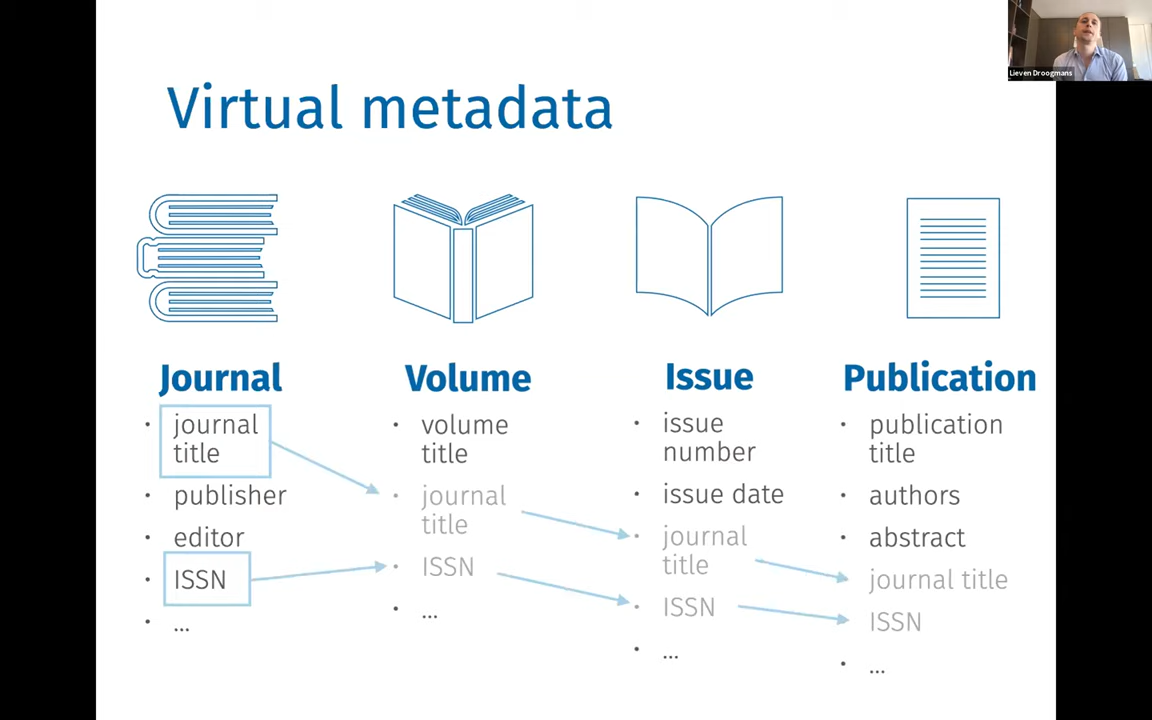 Lieven Droogmans
Virtual metadata
Journal
• journal
title
• publisher
• editor
• ISSN
• ...
Volume
• volume
title
• journal
title
• ISSN
• ...
Issue
• issue
number
• issue date
• journal
title
• ISSN
• ...
Publication
• publication
title
• authors
• abstract
• journal title
• ISSN
• ...